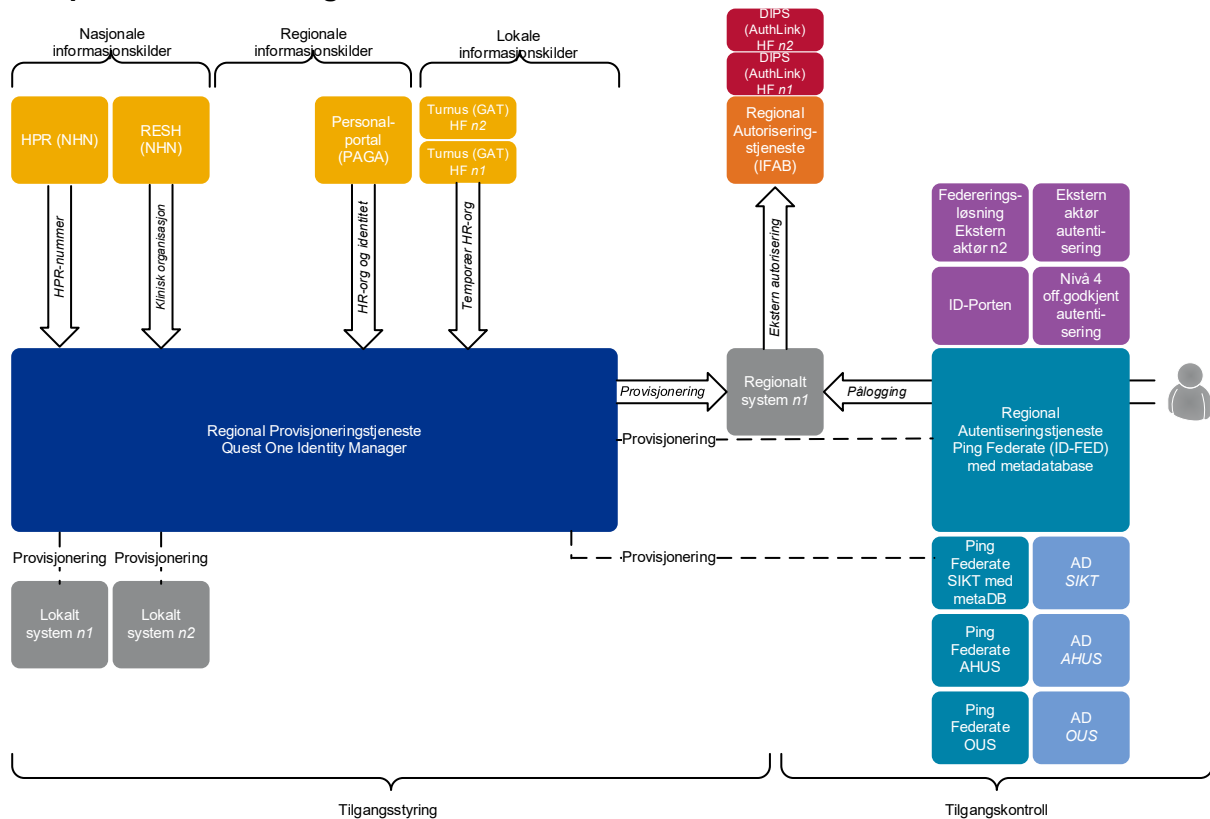 Nasjonale
informasjonskilder
Regionale
informasjonskilder
Lokale
informasjonskilder
DIPS
(AuthLink)
HF n2
DIPS
(AuthLink)
HF n1
HPR (NHN)
RESH
(NHN)
Personal-
portal
(PAGA)
Turnus (GAT)
HF n2
Turnus (GAT)
HF n1
Regional
Autorisering-
stjeneste
(IFAB)
HPR-nummer
Klinisk organisasjon
HR-org og identitet
Temporær HR-org
Ekstern autorisering
Federerings-
løsning
Ekstern
aktør n2
Ekstern
aktør
autenti-
sering
ID-Porten
Nivå 4
off.godkjent
autenti-
sering
Regional Provisjoneringstjeneste
Quest One Identity Manager
Provisjonering
Regionalt
system n1
Pålogging
Regional
Autentiseringstjeneste
Ping Federate (ID-FED)
med metadatabase
Provisjonering
Provisjonering
Provisjonering
Provisjonering
Lokalt
system n1
Lokalt
system n2
Ping
Federate
SIKT med
metaDB
AD
SIKT
Ping
Federate
AHUS
AD
AHUS
Ping
Federate
OUS
AD
OUS
Tilgangsstyring
Tilgangskontroll